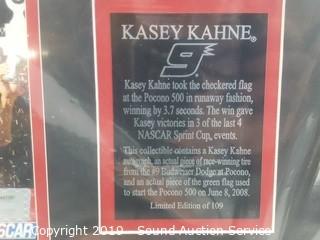 KASEY KAHNE®
9
Kasey Kahne took the checkered flag
at the Pocono 500 in runaway fashion,
winning by 3.7 seconds. The win gave
Kasey victories in 3 of the last 4
NASCAR Sprint Cup, events.
This collectible contains a Kasey Kahne
autograph, an actual piece of race-winning tire
from the #9 Budweiser Dodge at Pocono,
and an actual piece of the green flag used
to start the Pocono 500 on June 8, 2008.
Limited Edition of 109
SCAR
Copyright 2019 - Sound Auction Service